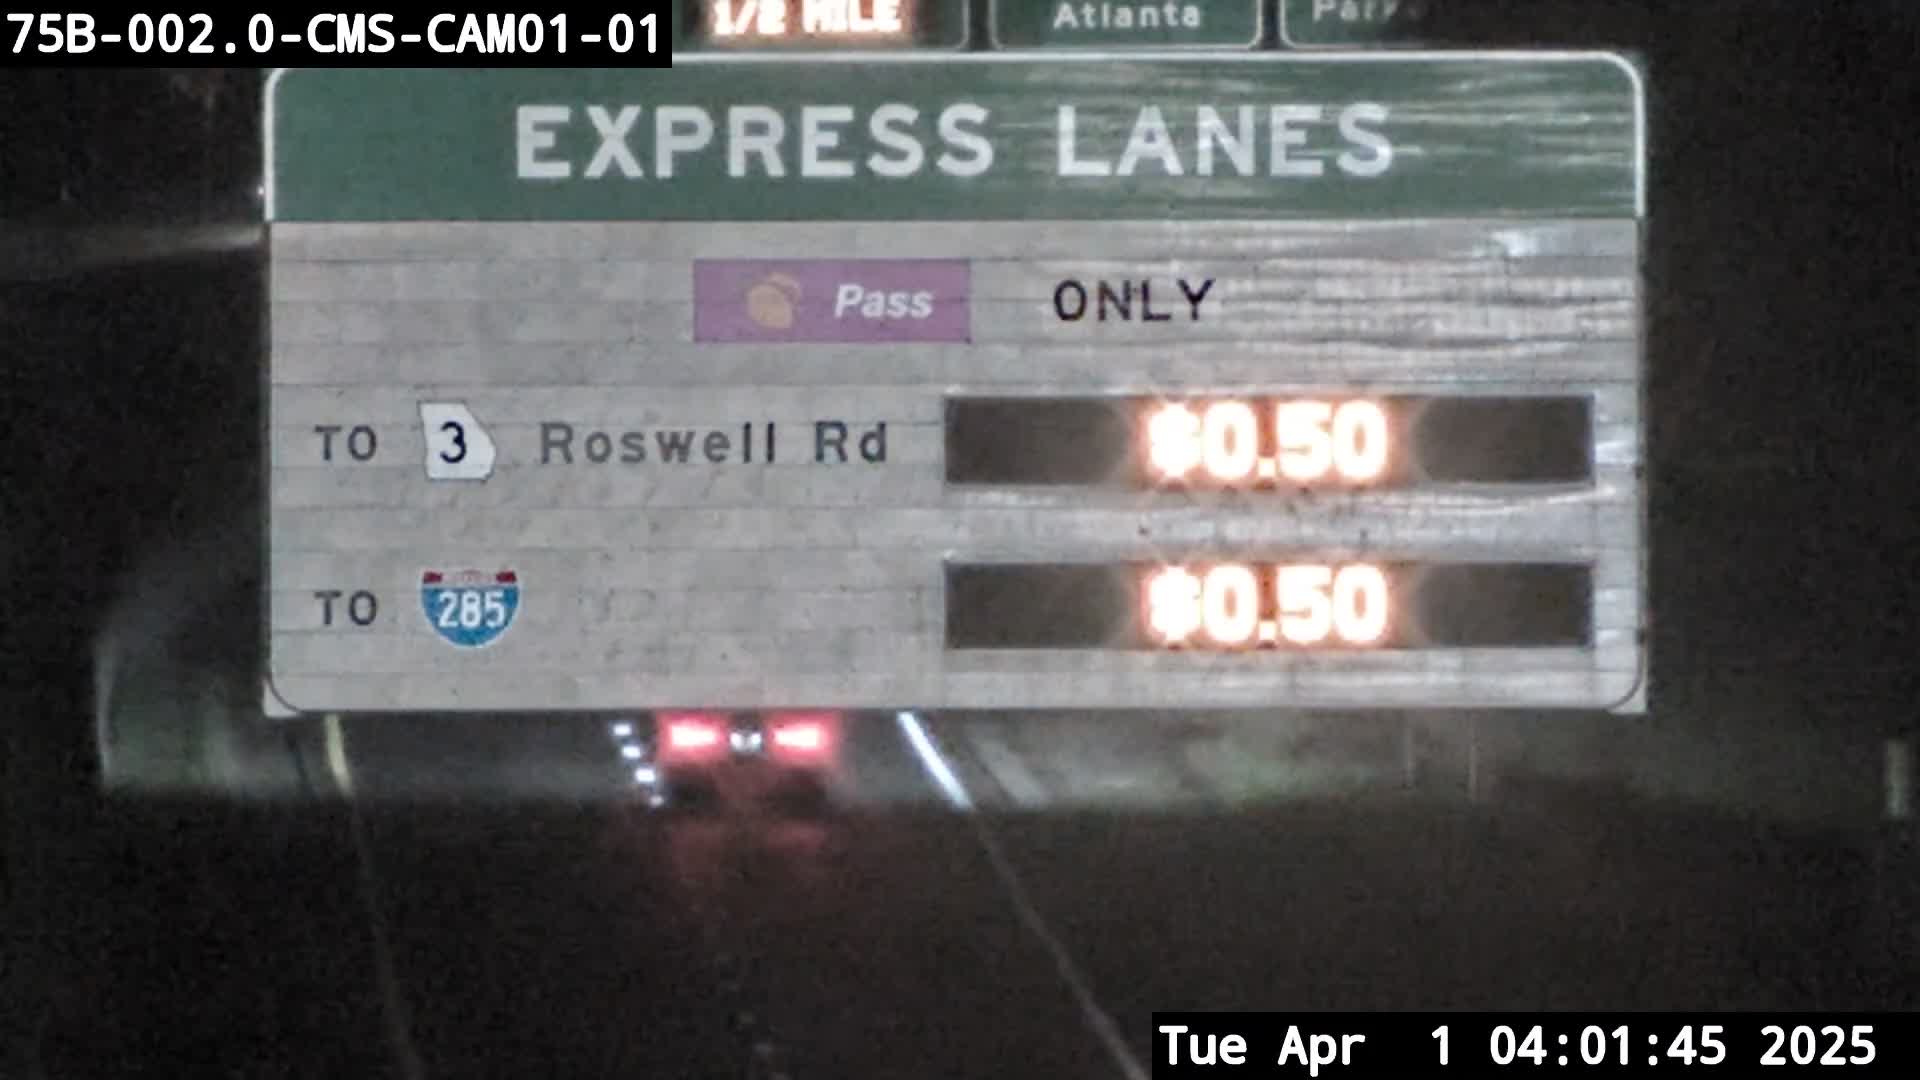 75B-002.0-CMS-CAM01-01
1/2 MILE
Atlanta
EXPRESS LANES
Pass ONLY
TO 3 Roswell Rd $0.50
TO 285 $0.50
Tue Apr 1 04:01:45 2025